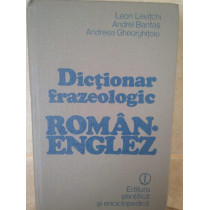 Leon Levițchi
Andrei Bantaș
Andreea Gheorghițoiu
Dicționar
frazeologic
ROMÂN-
ENGLEZ
Editura
științifică
și enciclopedică